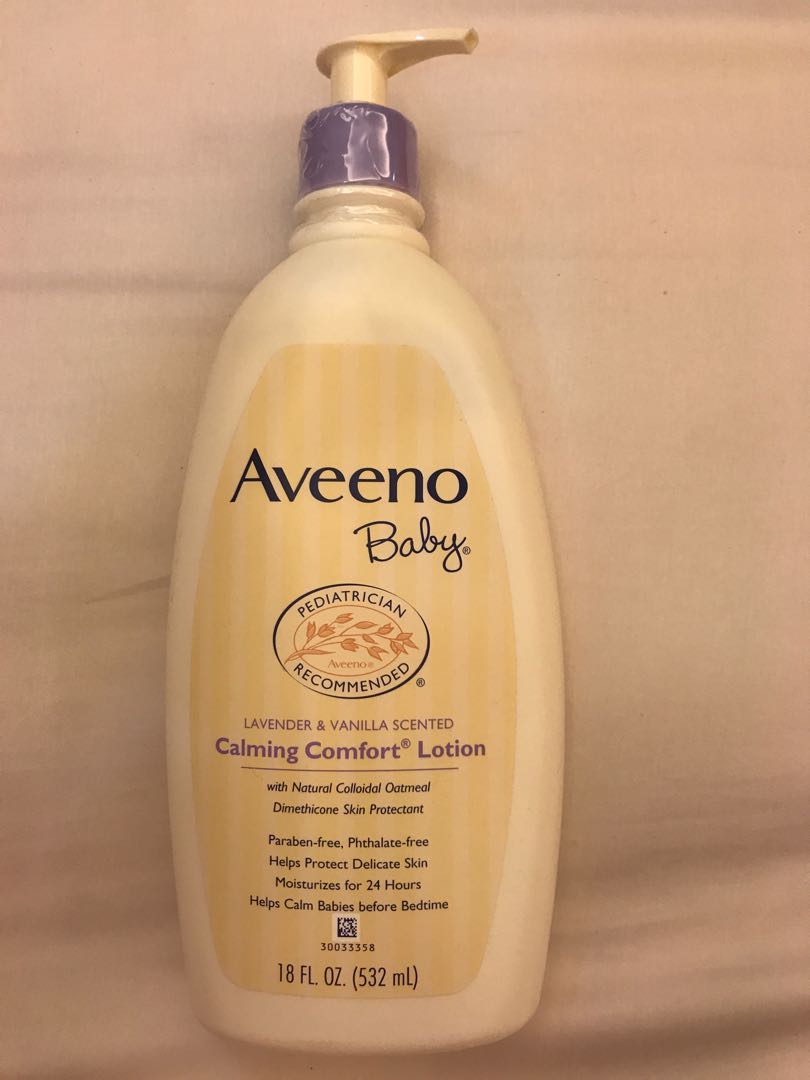 Aveeno
Baby®
PEDIATRICIAN
Aveeno®
RECOMMENDED®
LAVENDER & VANILLA SCENTED
Calming Comfort® Lotion
with Natural Colloidal Oatmeal
Dimethicone Skin Protectant
Paraben-free, Phthalate-free
Helps Protect Delicate Skin
Moisturizes for 24 Hours
Helps Calm Babies before Bedtime
30033358
18 FL. OZ. (532 mL)